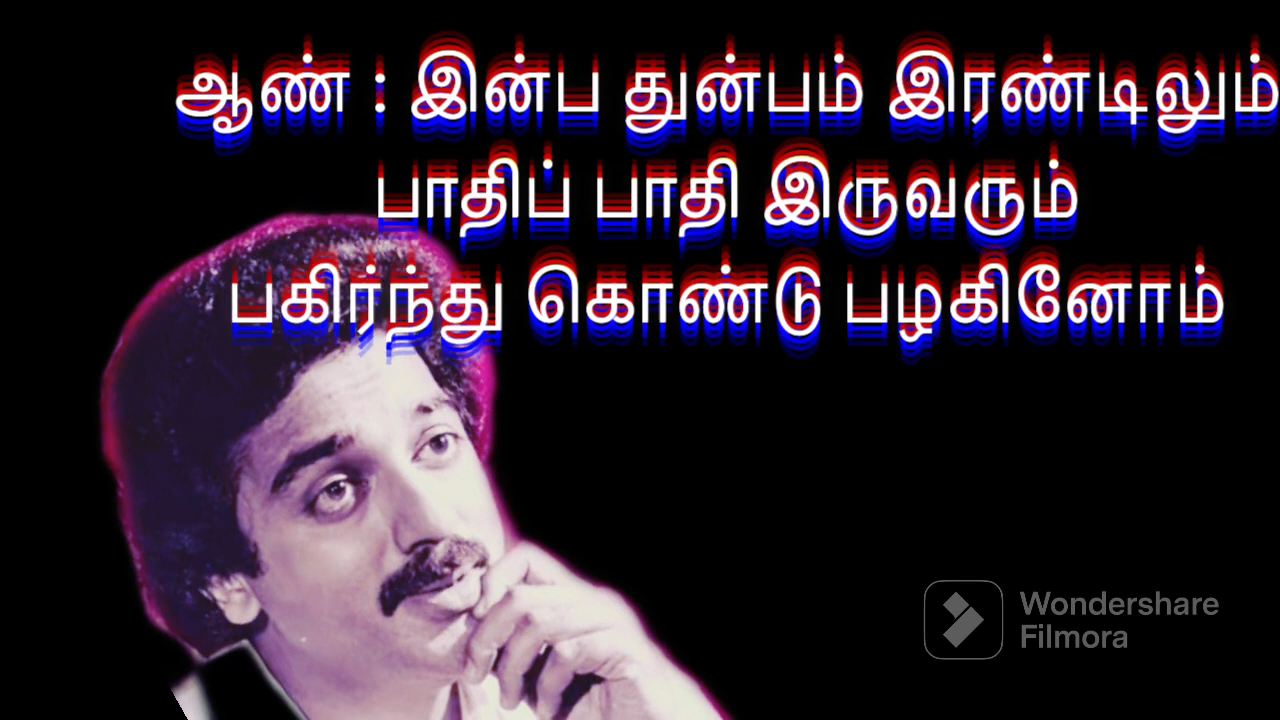 ஆண் : இன்ப துன்பம் இரண்டிலும்
பாதிப் பாதி இருவரும்
பகிர்ந்து கொண்டு பழகினோம்
Wondershare
Filmora